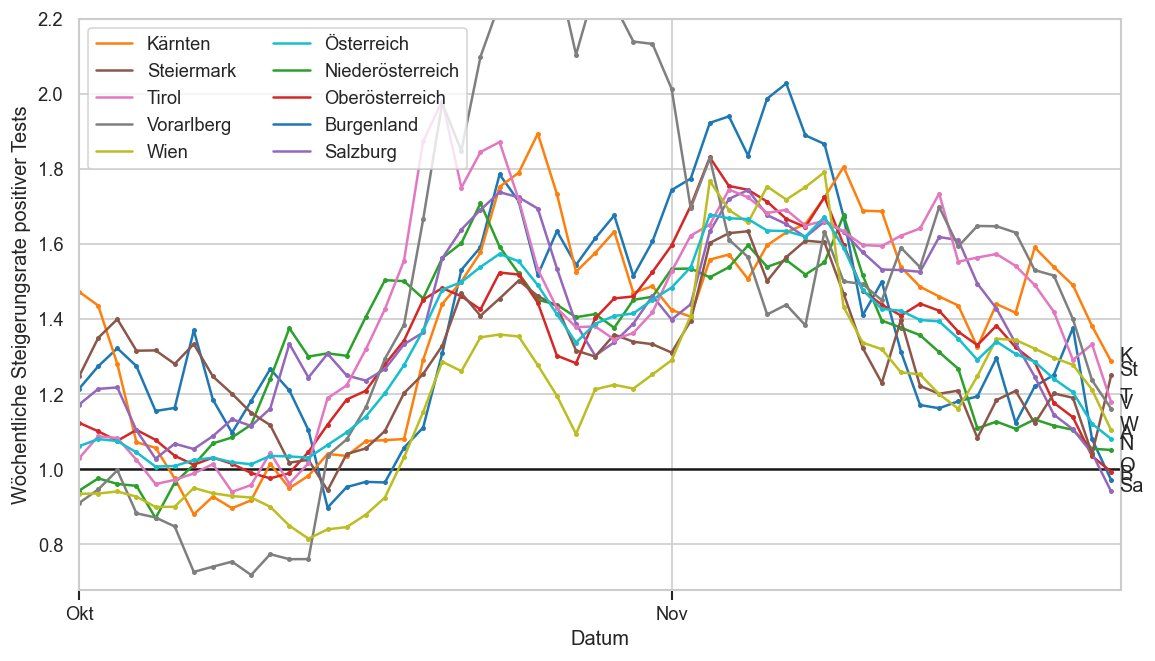 Wöchentliche Steigerungsrate positiver Tests
2.2
2.0
1.8
1.6
1.4
1.2
1.0
0.8
Kärnten
Steiermark
Tirol
Vorarlberg
Wien
Österreich
Niederösterreich
Oberösterreich
Burgenland
Salzburg
K
St
T
V
W
N
O
B
Sa
Okt
Nov
Datum